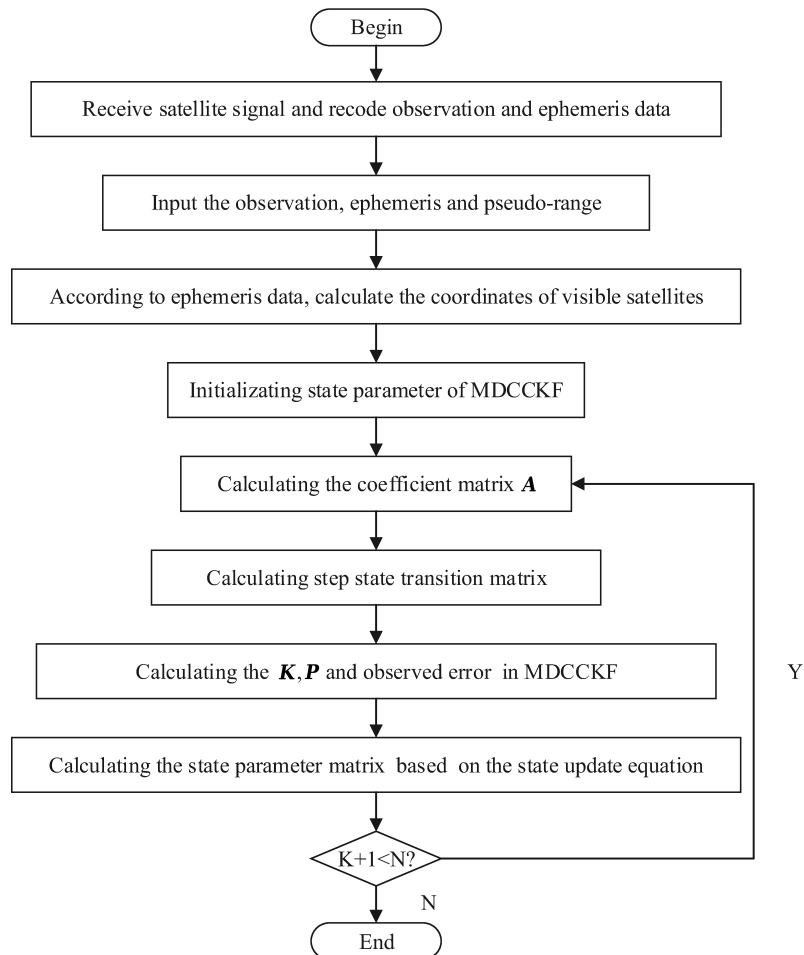 Begin
Receive satellite signal and recode observation and ephemeris data
Input the observation, ephemeris and pseudo-range
According to ephemeris data, calculate the coordinates of visible satellites
Initializating state parameter of MDCCKF
Calculating the coefficient matrix A
Calculating step state transition matrix
Calculating the K, P and observed error in MDCCKF
Y
Calculating the state parameter matrix based on the state update equation
K+1<N?
N
End